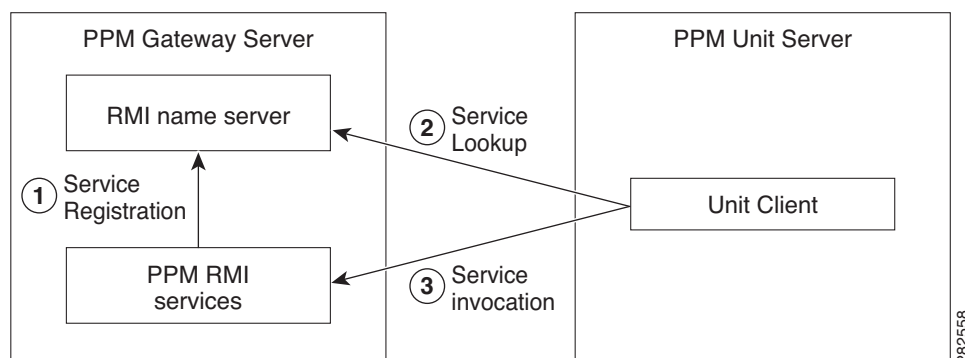 PPM Gateway Server
RMI name server
1
Service
Registration
PPM RMI
services
2
Service
Lookup
3
Service
invocation
PPM Unit Server
Unit Client
282558